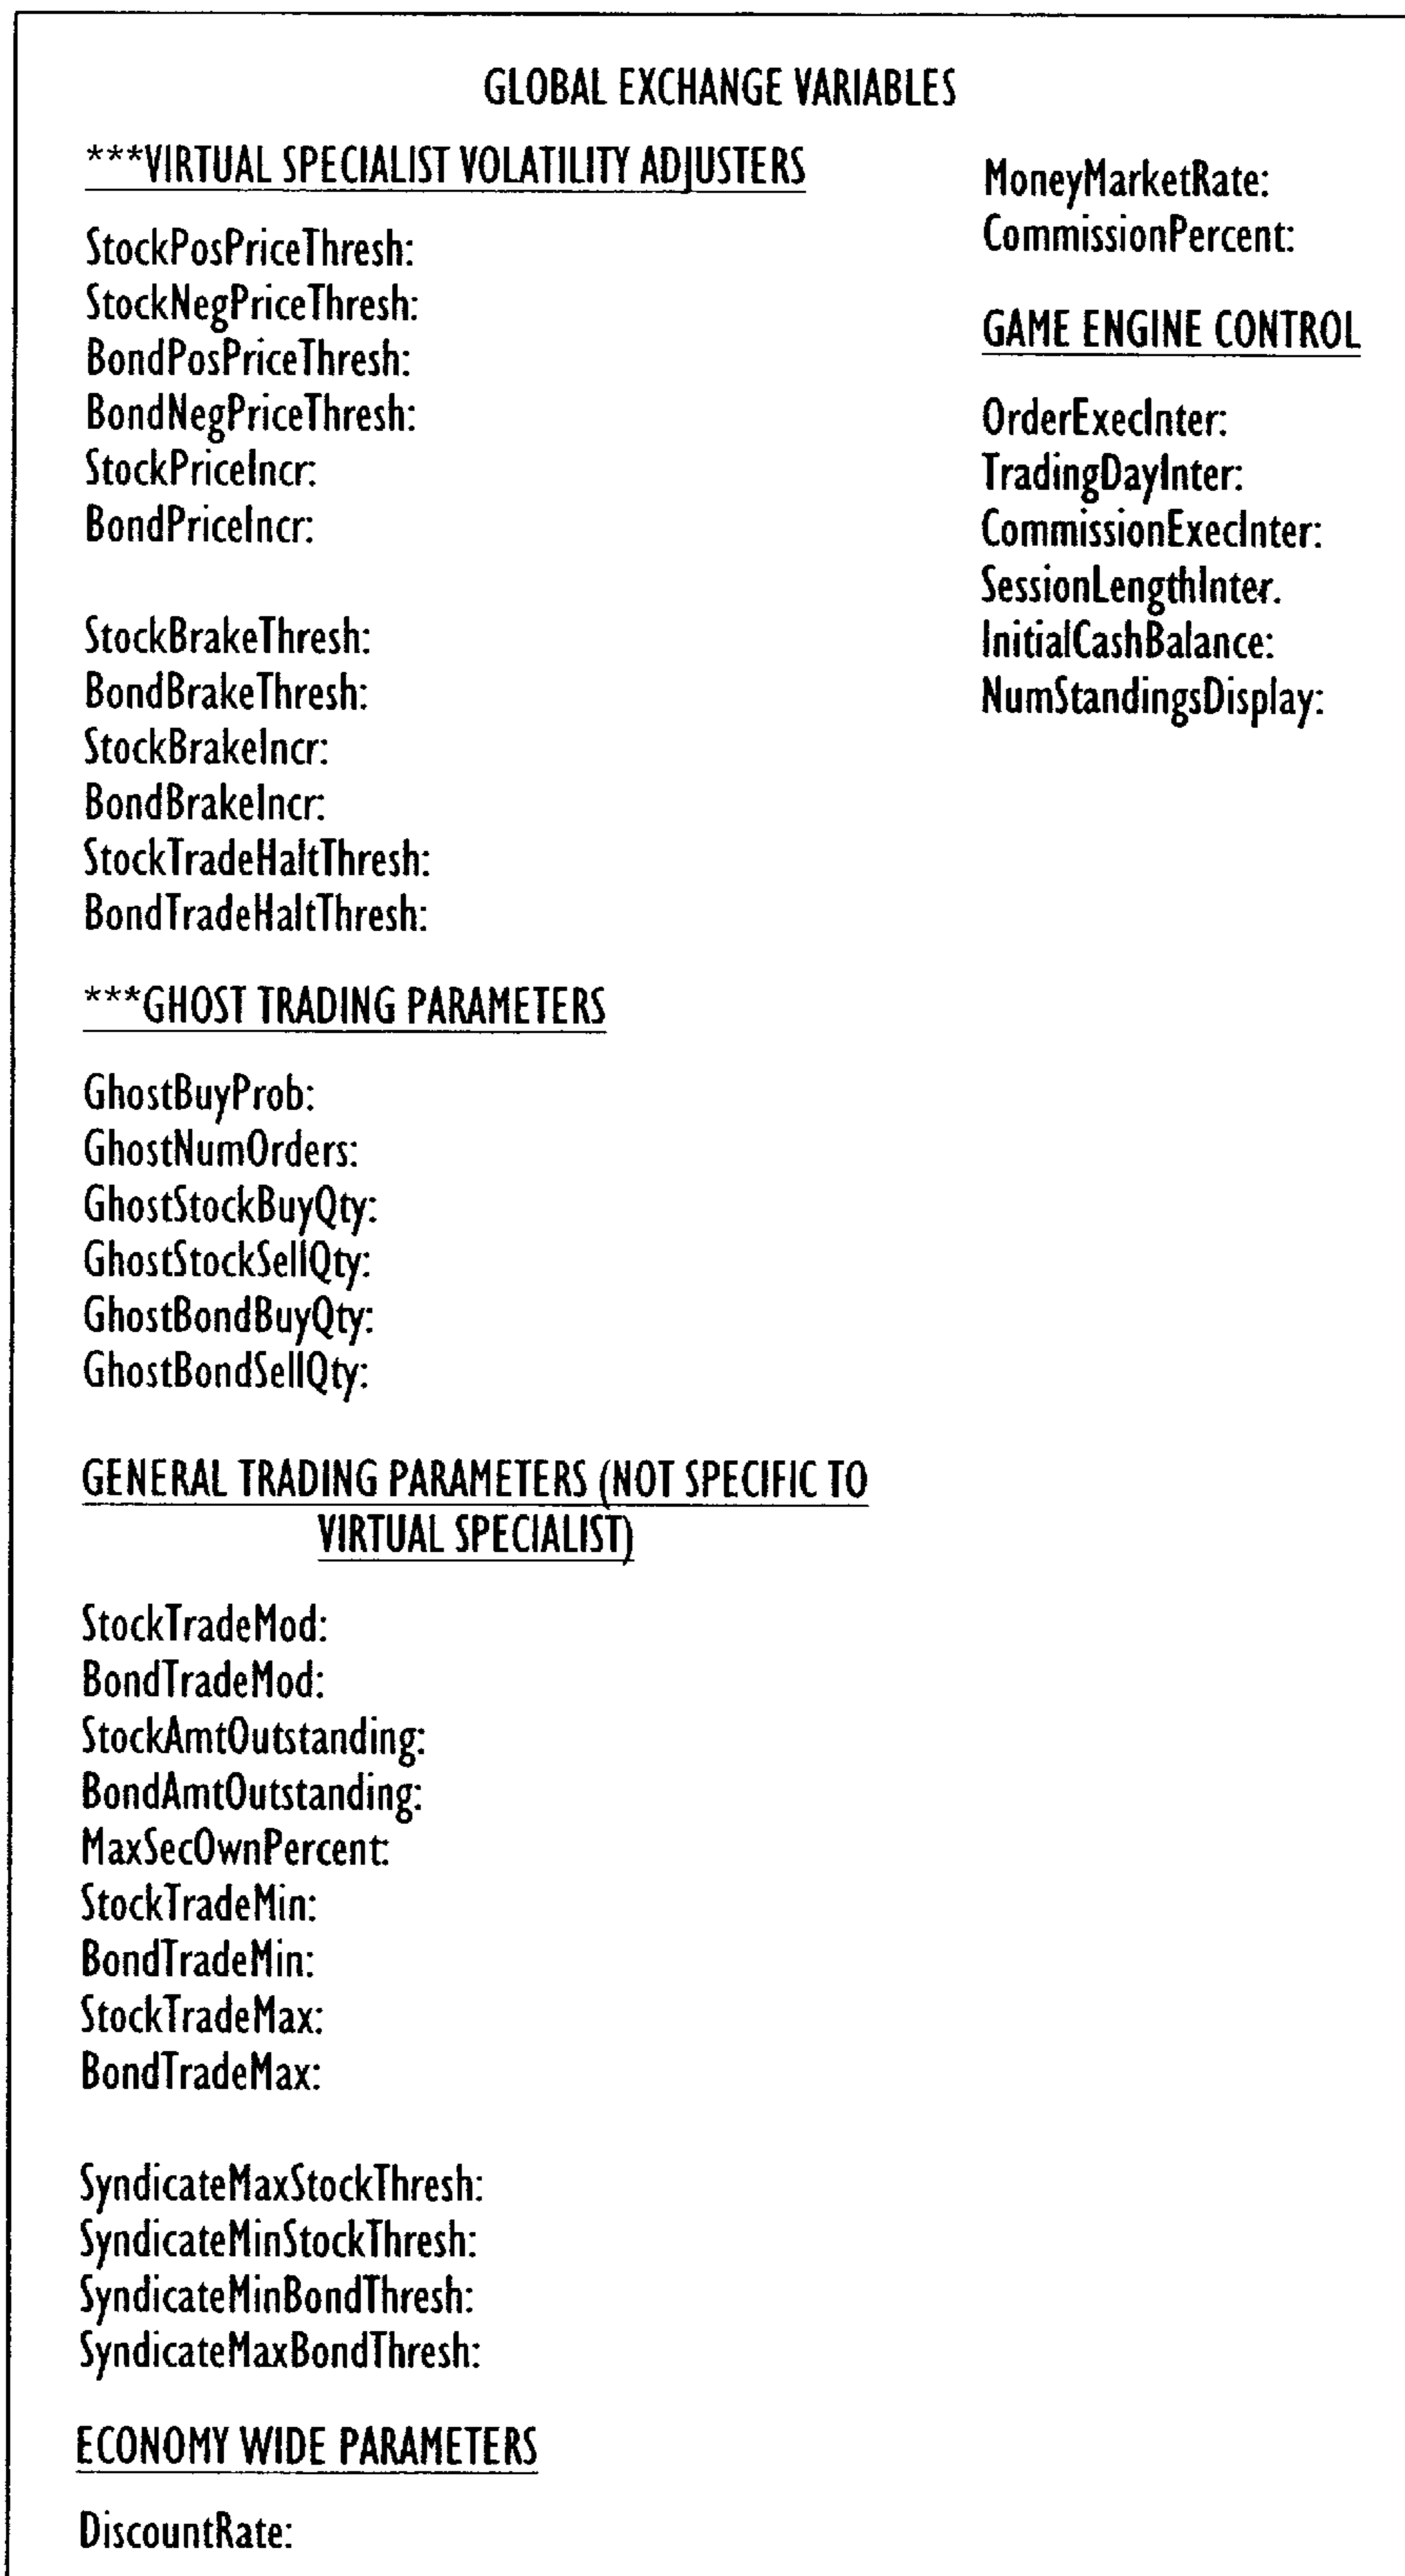 GLOBAL EXCHANGE VARIABLES
***VIRTUAL SPECIALIST VOLATILITY ADJUSTERS
StockPosPriceThresh:
StockNegPriceThresh:
BondPosPriceThresh:
BondNegPriceThresh:
StockPriceIncr:
BondPriceIncr:
StockBrakeThresh:
BondBrakeThresh:
StockBrakeIncr:
BondBrakeIncr:
StockTradeHaltThresh:
BondTradeHaltThresh:
***GHOST TRADING PARAMETERS
GhostBuyProb:
GhostNumOrders:
GhostStockBuyQty:
GhostStockSellQty:
GhostBondBuyQty:
GhostBondSellQty:
GENERAL TRADING PARAMETERS (NOT SPECIFIC TO
VIRTUAL SPECIALIST)
StockTradeMod:
BondTradeMod:
StockAmtOutstanding:
BondAmtOutstanding:
MaxSecOwnPercent:
StockTradeMin:
BondTradeMin:
StockTradeMax:
BondTradeMax:
SyndicateMaxStockThresh:
SyndicateMinStockThresh:
SyndicateMinBondThresh:
SyndicateMaxBondThresh:
ECONOMY WIDE PARAMETERS
DiscountRate:
MoneyMarketRate:
CommissionPercent:
GAME ENGINE CONTROL
OrderExecInter:
TradingDayInter:
CommissionExecInter:
SessionLengthInter.
InitialCashBalance:
NumStandingsDisplay: